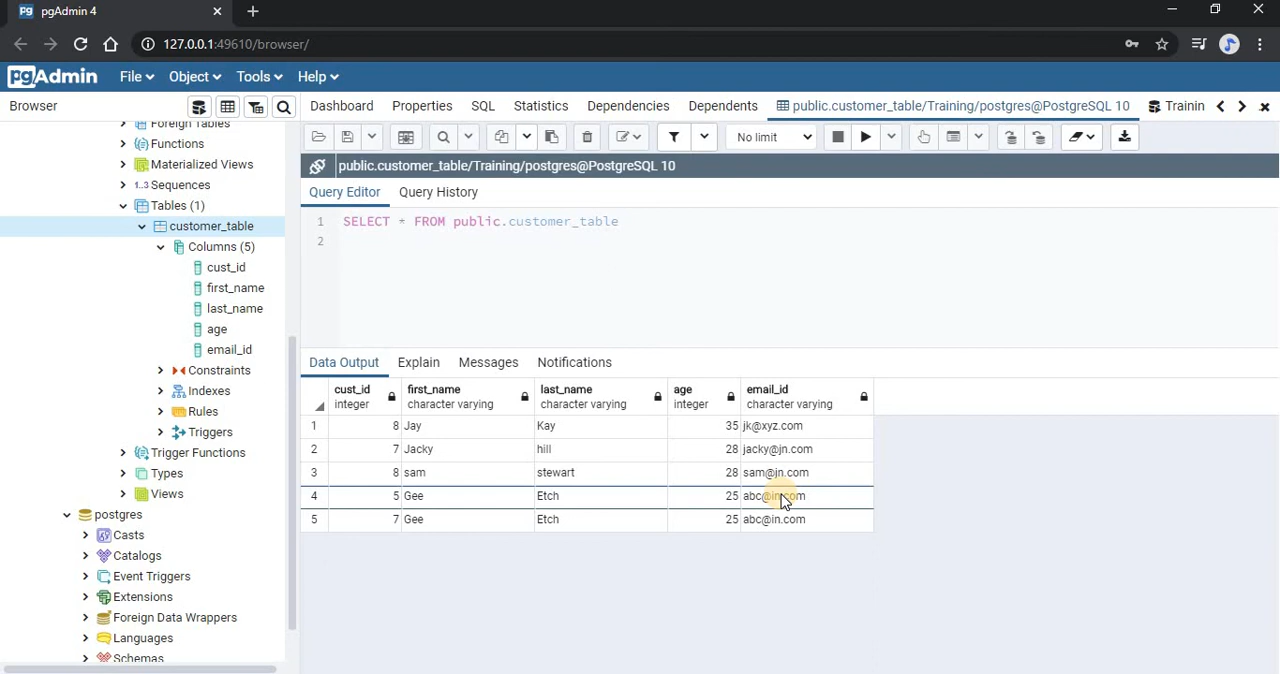 pgAdmin 4
127.0.0.1:49610/browser/
pgAdmin File Object Tools Help
Browser
Dashboard Properties SQL Statistics Dependencies Dependents public.customer_table/Training/postgres@PostgreSQL 10 Trainin
Foreign Tables
Functions
Materialized Views
1..3 Sequences
Tables (1)
customer_table
Columns (5)
cust_id
first_name
last_name
age
email_id
Constraints
Indexes
Rules
Triggers
Trigger Functions
Types
Views
postgres
Casts
Catalogs
Event Triggers
Extensions
Foreign Data Wrappers
Languages
Schemas
No limit
public.customer_table/Training/postgres@PostgreSQL 10
Query Editor Query History
1 SELECT * FROM public.customer_table
2
Data Output Explain Messages Notifications
cust_id first_name last_name age email_id
integer character varying character varying integer character varying
1 8 Jay Kay 35 jk@xyz.com
2 7 Jacky hill 28 jacky@jn.com
3 8 sam stewart 28 sam@jn.com
4 5 Gee Etch 25 abc@in.com
5 7 Gee Etch 25 abc@in.com